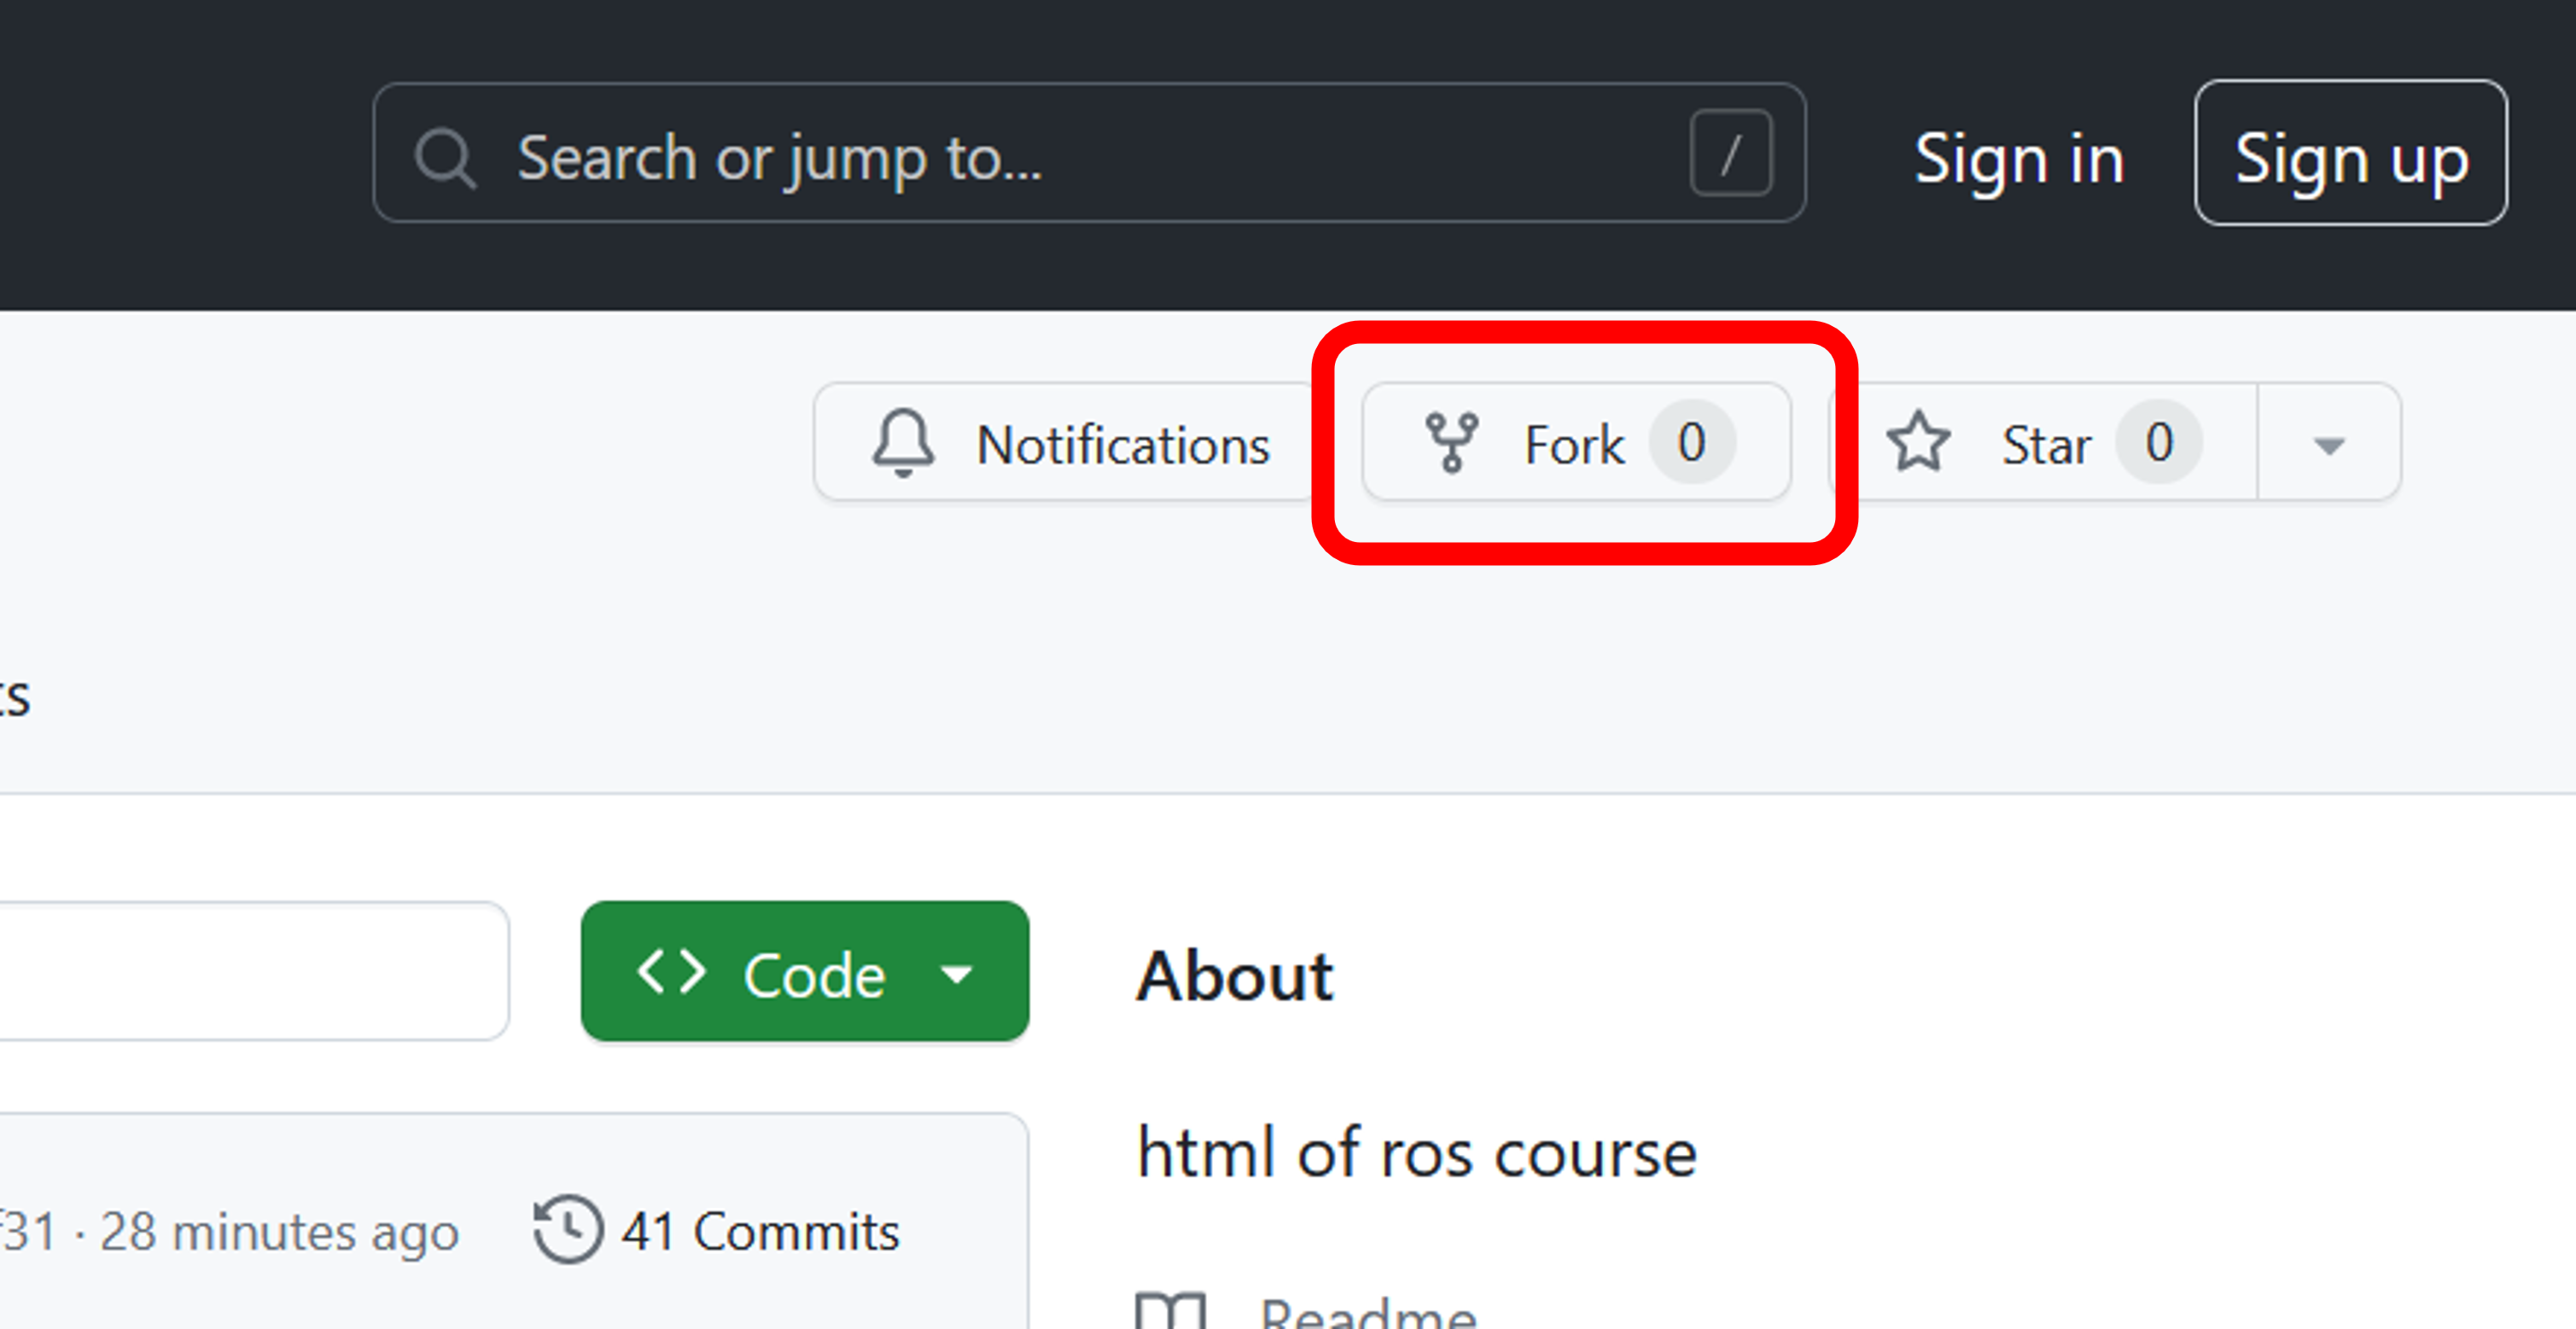 Search or jump to... /
Sign in
Sign up
Notifications
Fork 0
Star 0
ts
Code
About
html of ros course
f31 · 28 minutes ago
41 Commits
Readme